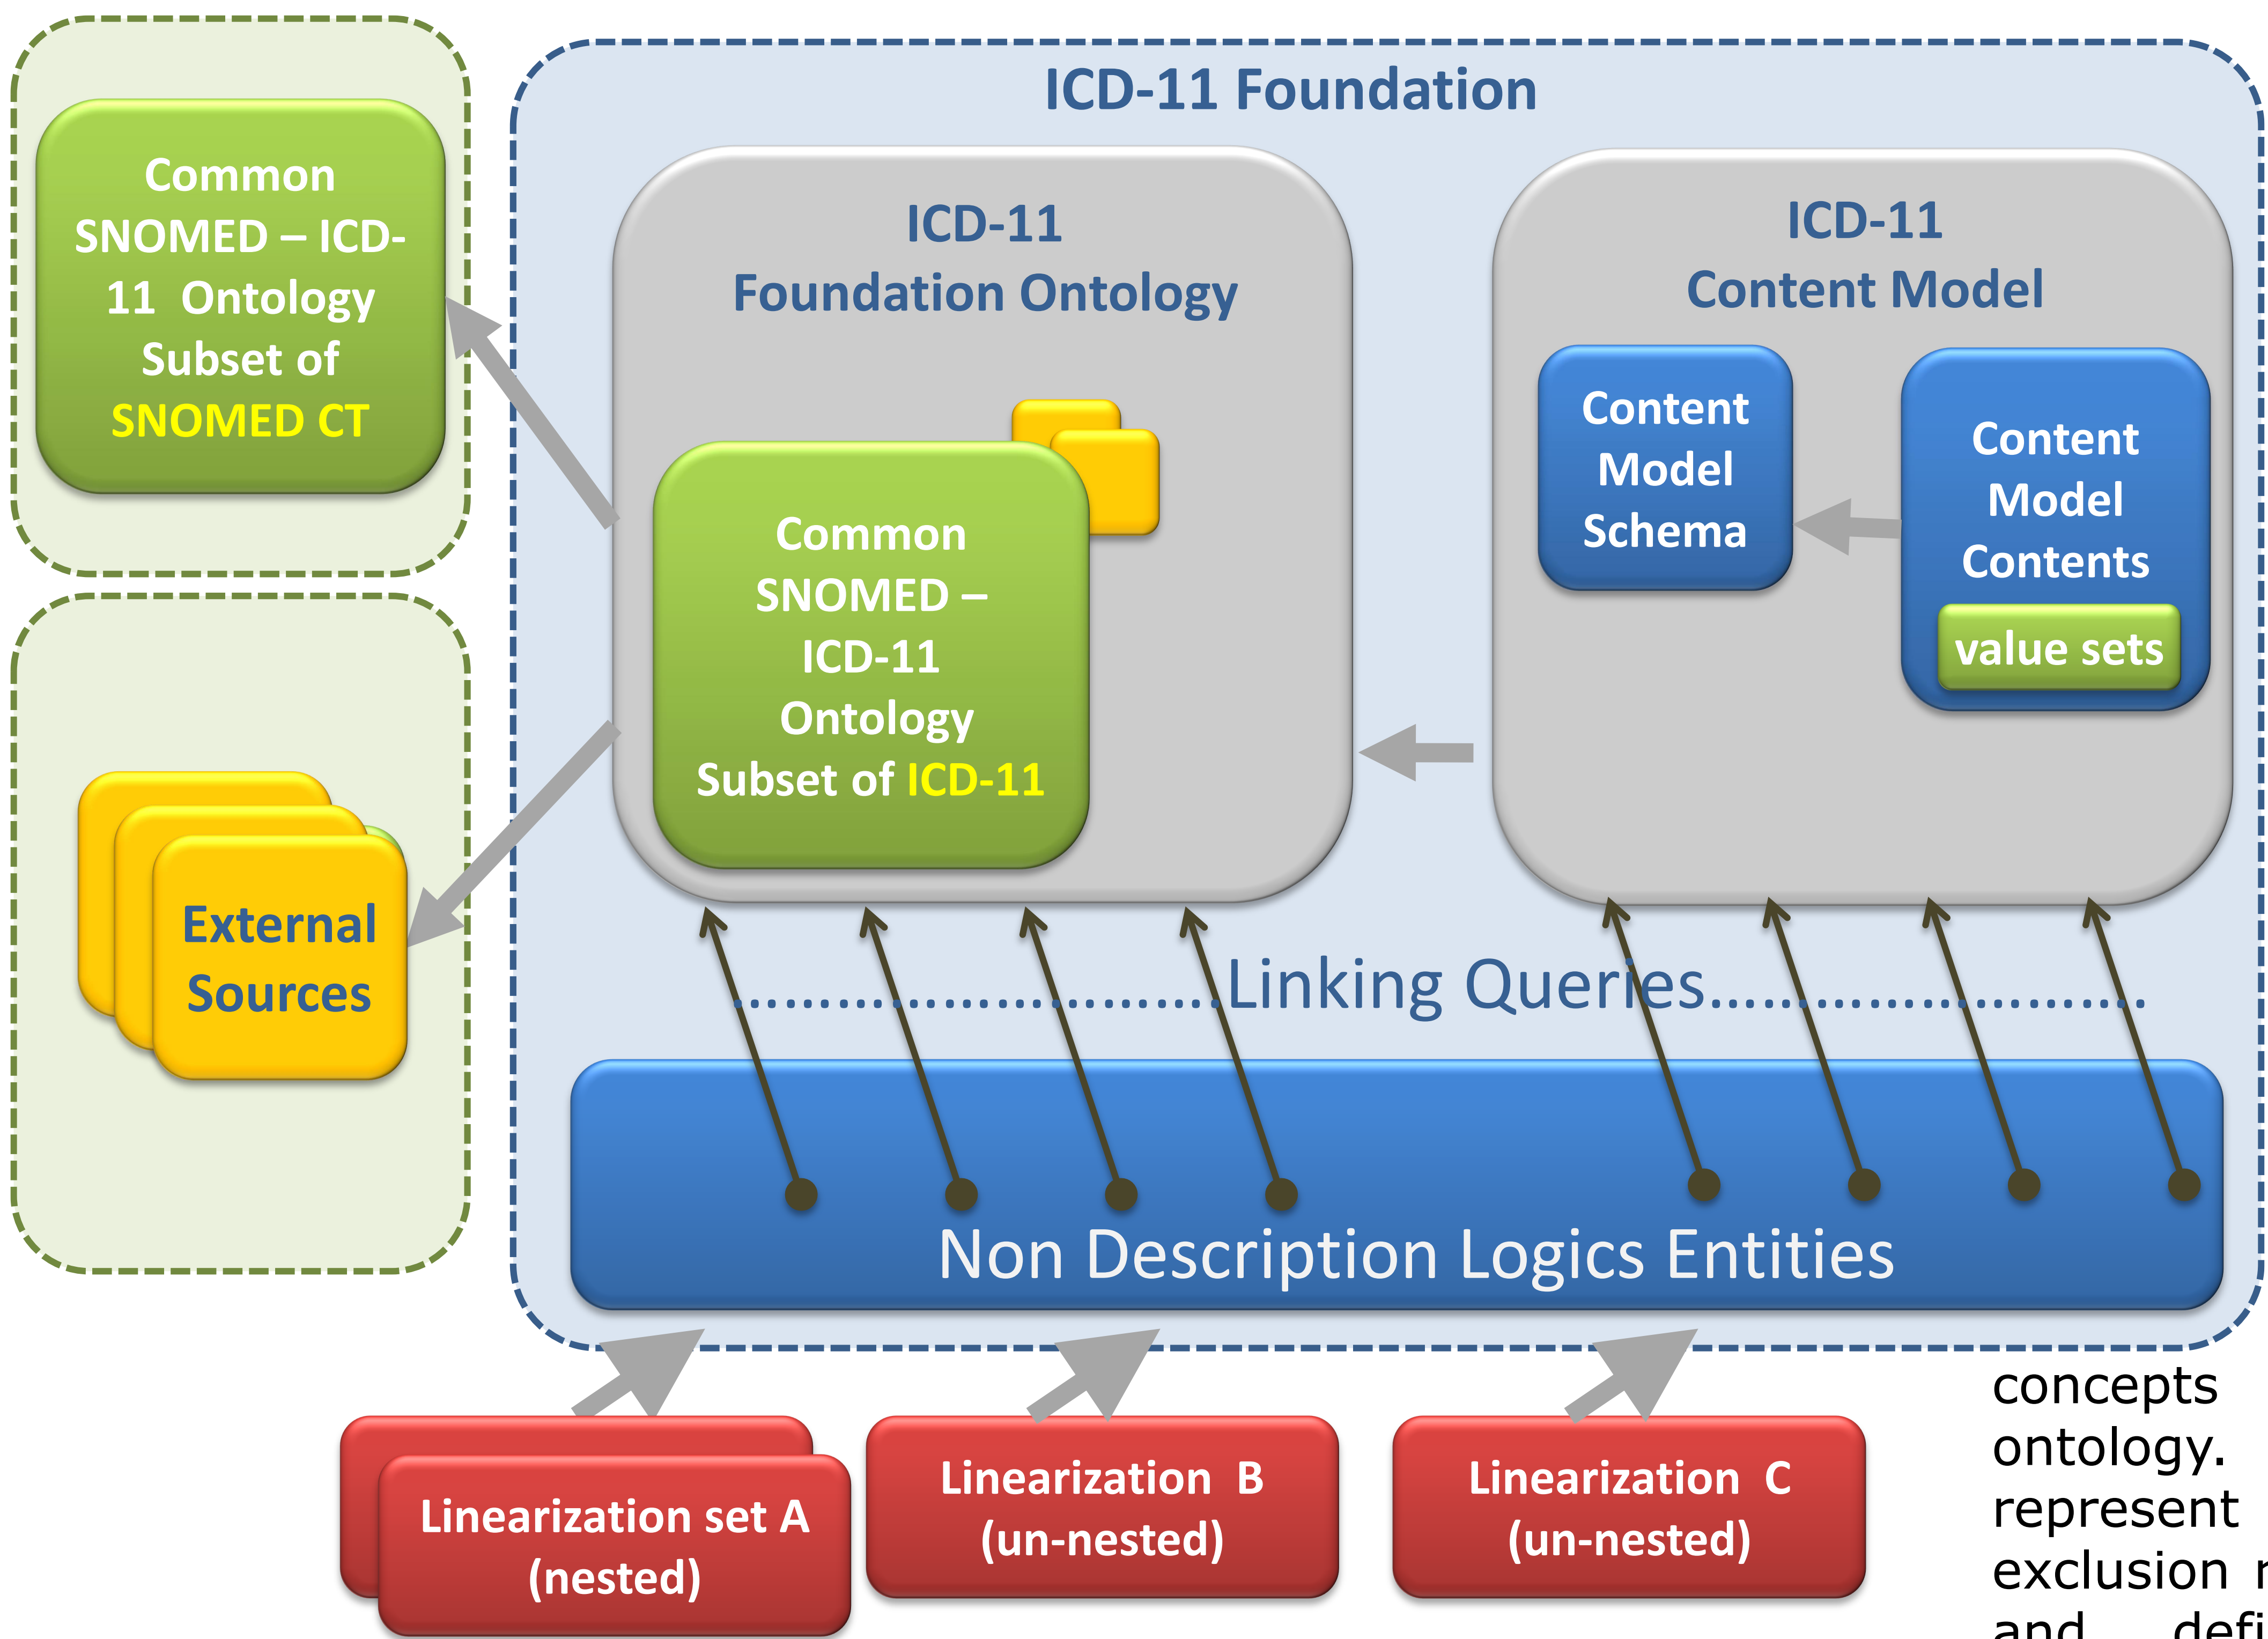 ICD-11 Foundation
Common
SNOMED – ICD-
11 Ontology
Subset of
SNOMED CT
ICD-11
Foundation Ontology
Common
SNOMED –
ICD-11
Ontology
Subset of ICD-11
ICD-11
Content Model
Content
Model
Schema
Content
Model
Contents
value sets
External
Sources
Linking Queries
Non Description Logics Entities
Linearization set A
(nested)
Linearization B
(un-nested)
Linearization C
(un-nested)
concepts
ontology.
represent
exclusion
and